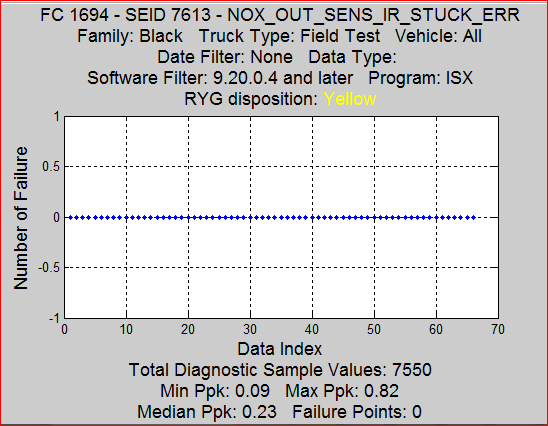 FC 1694 - SEID 7613 - NOX_OUT_SENS_IR_STUCK_ERR
Family: Black   Truck Type: Field Test   Vehicle: All
Date Filter: None   Data Type:
Software Filter: 9.20.0.4 and later   Program: ISX
RYG disposition: Yellow
Number of Failure
1
0.5
0
-0.5
-1
0 10 20 30 40 50 60 70
Data Index
Total Diagnostic Sample Values: 7550
Min Ppk: 0.09   Max Ppk: 0.82
Median Ppk: 0.23   Failure Points: 0